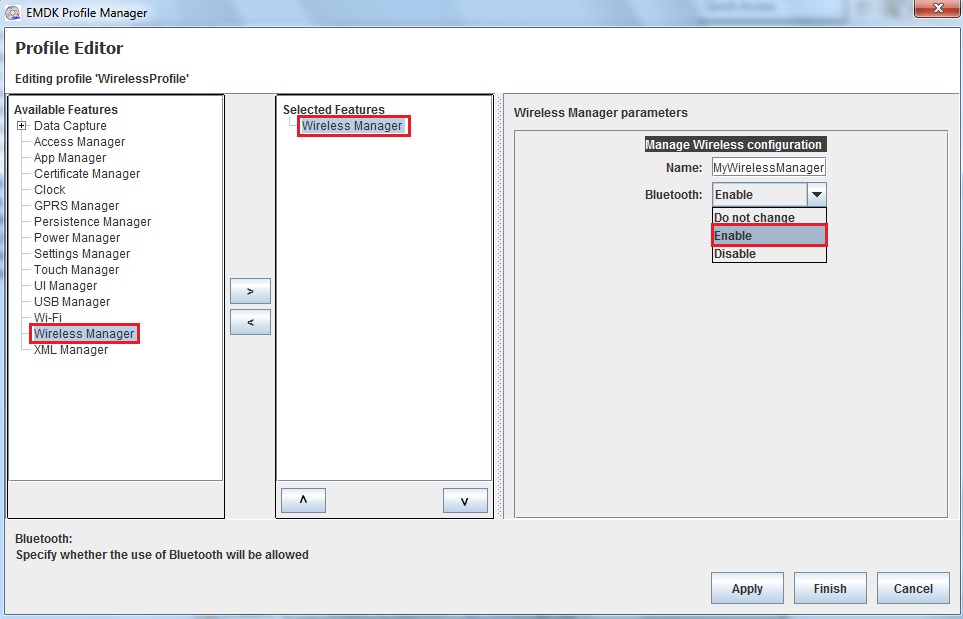 EMDK Profile Manager
Profile Editor
Editing profile 'WirelessProfile'
Available Features
Data Capture
Access Manager
App Manager
Certificate Manager
Clock
GPRS Manager
Persistence Manager
Power Manager
Settings Manager
Touch Manager
UI Manager
USB Manager
Wi-Fi
Wireless Manager
XML Manager
>
<
Selected Features
Wireless Manager
Wireless Manager parameters
Manage Wireless configuration
Name: MyWirelessManager
Bluetooth: Enable
Do not change
Enable
Disable
Bluetooth:
Specify whether the use of Bluetooth will be allowed
Apply Finish Cancel